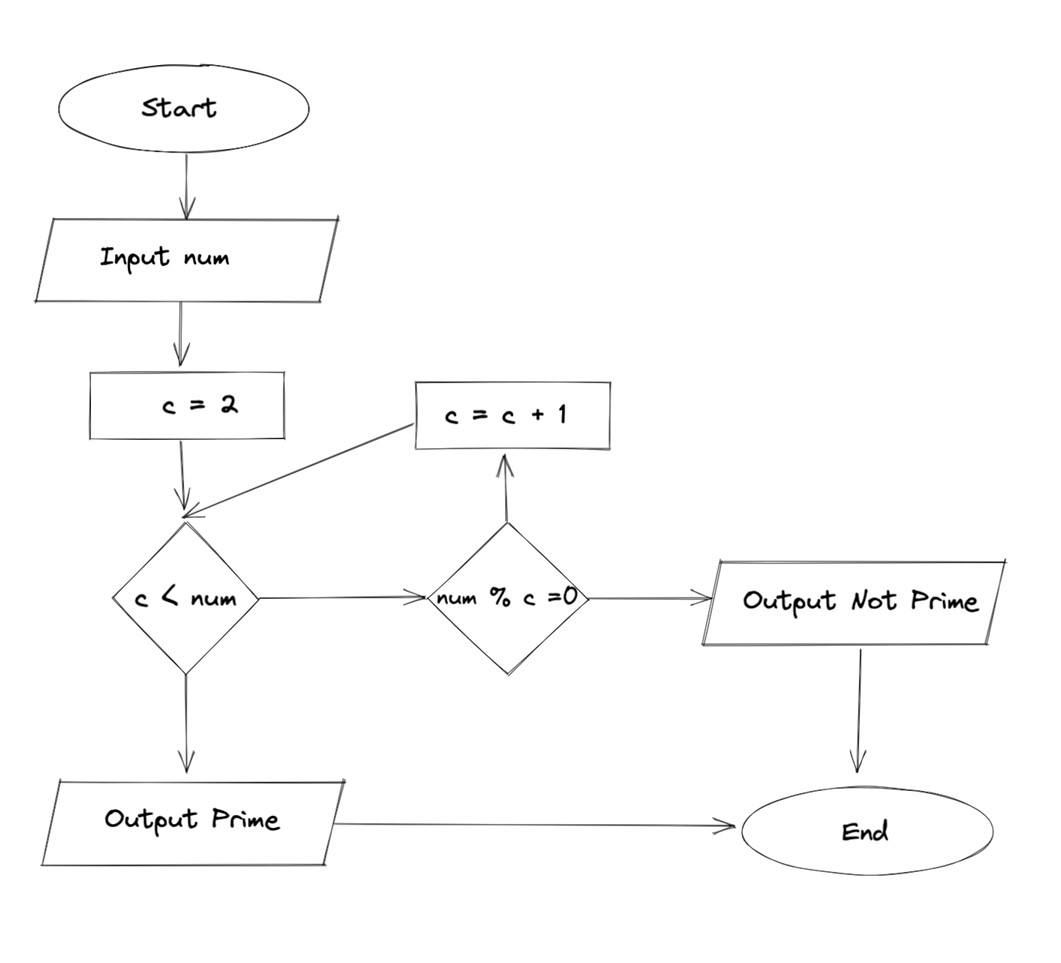 Start
Input num
c = 2
c = c + 1
c < num
num % c =0
Output Not Prime
Output Prime
End